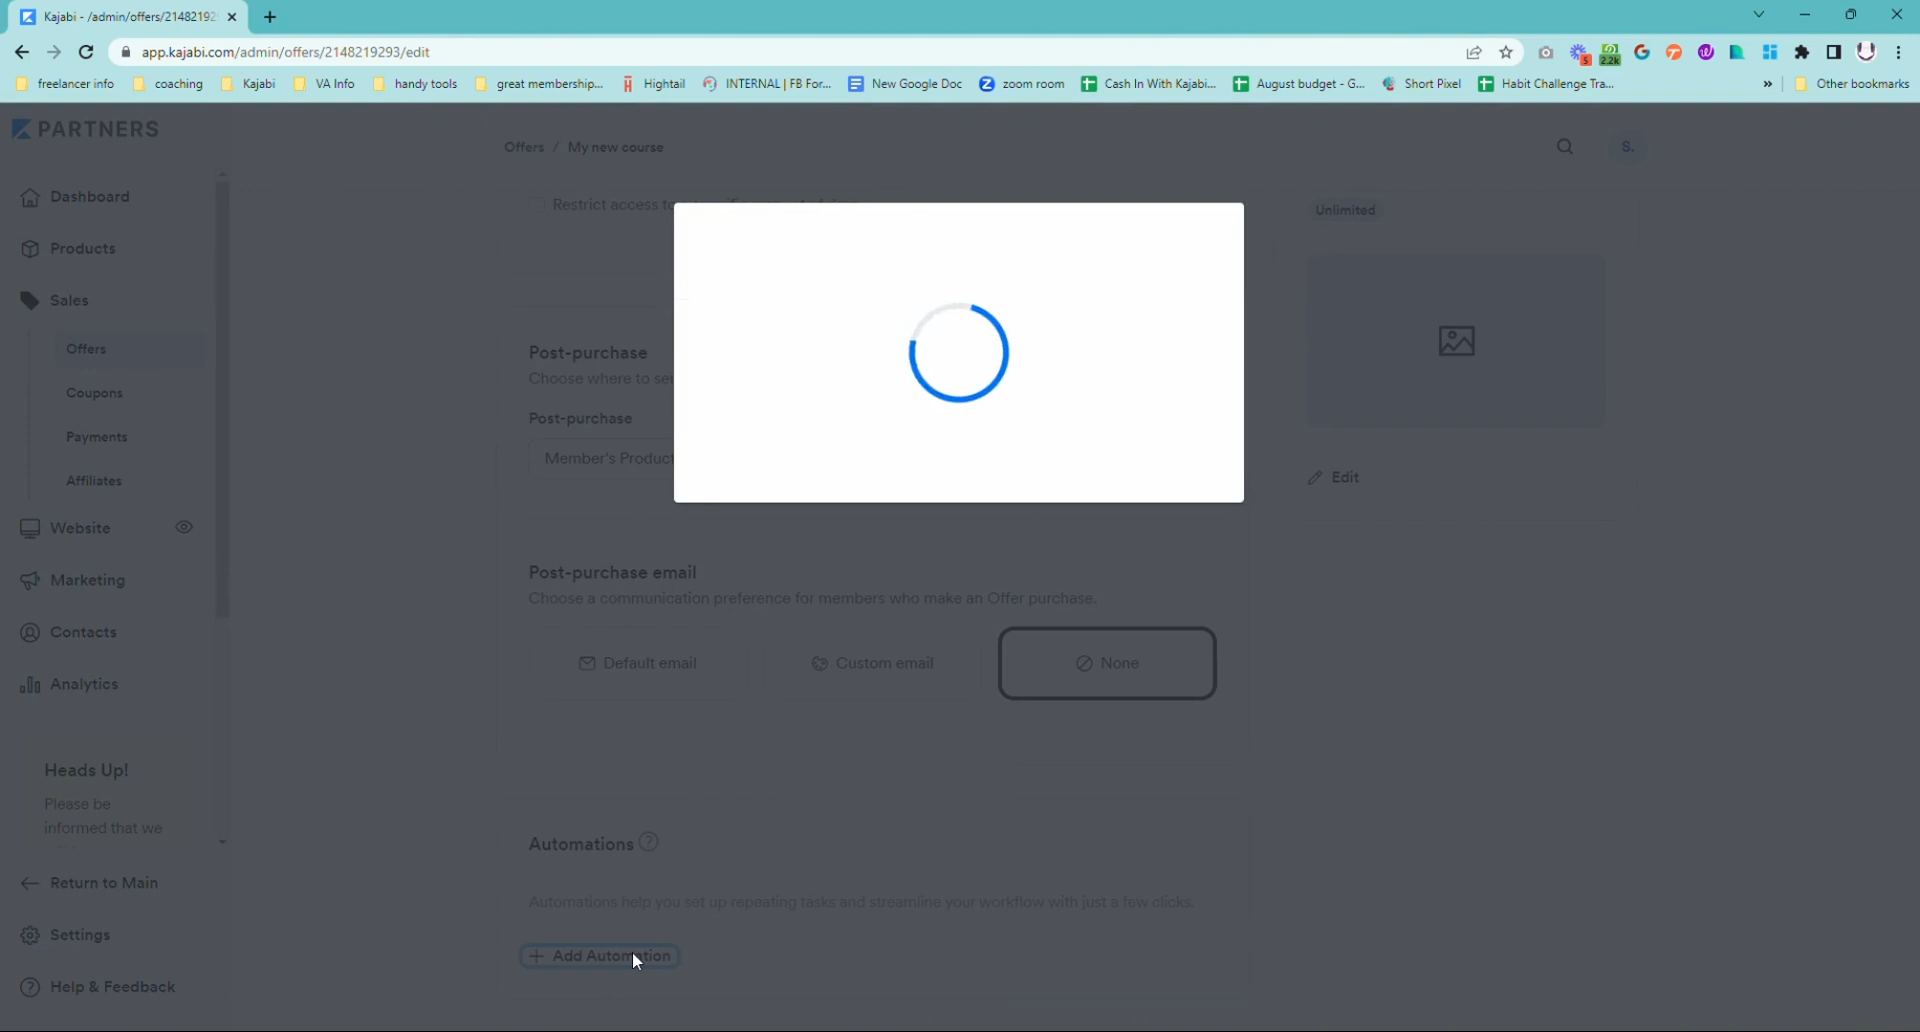 Kajabi - /admin/offers/2148219
app.kajabi.com/admin/offers/2148219293/edit
5
2.2k
freelancer info
coaching
Kajabi
VA Info
handy tools
great membership...
Hightail
INTERNAL | FB For...
New Google Doc
zoom room
Cash In With Kajabi...
August budget - G...
Short Pixel
Habit Challenge Tra...
»
Other bookmarks
PARTNERS
Offers / My new course
S.
Dashboard
Products
Sales
Offers
Coupons
Payments
Affiliates
Website
Marketing
Contacts
Analytics
Heads Up!
Please be
informed that we
Return to Main
Settings
Help & Feedback
Restrict access to
Unlimited
Edit
Post-purchase
Choose where to
Post-purchase
Member's
Post-purchase email
Choose a communication preference for members who make an Offer purchase.
Default email
Custom email
None
Automations
Automations help you set up repeating tasks and streamline your workflow with just a few clicks.
+ Add Automation